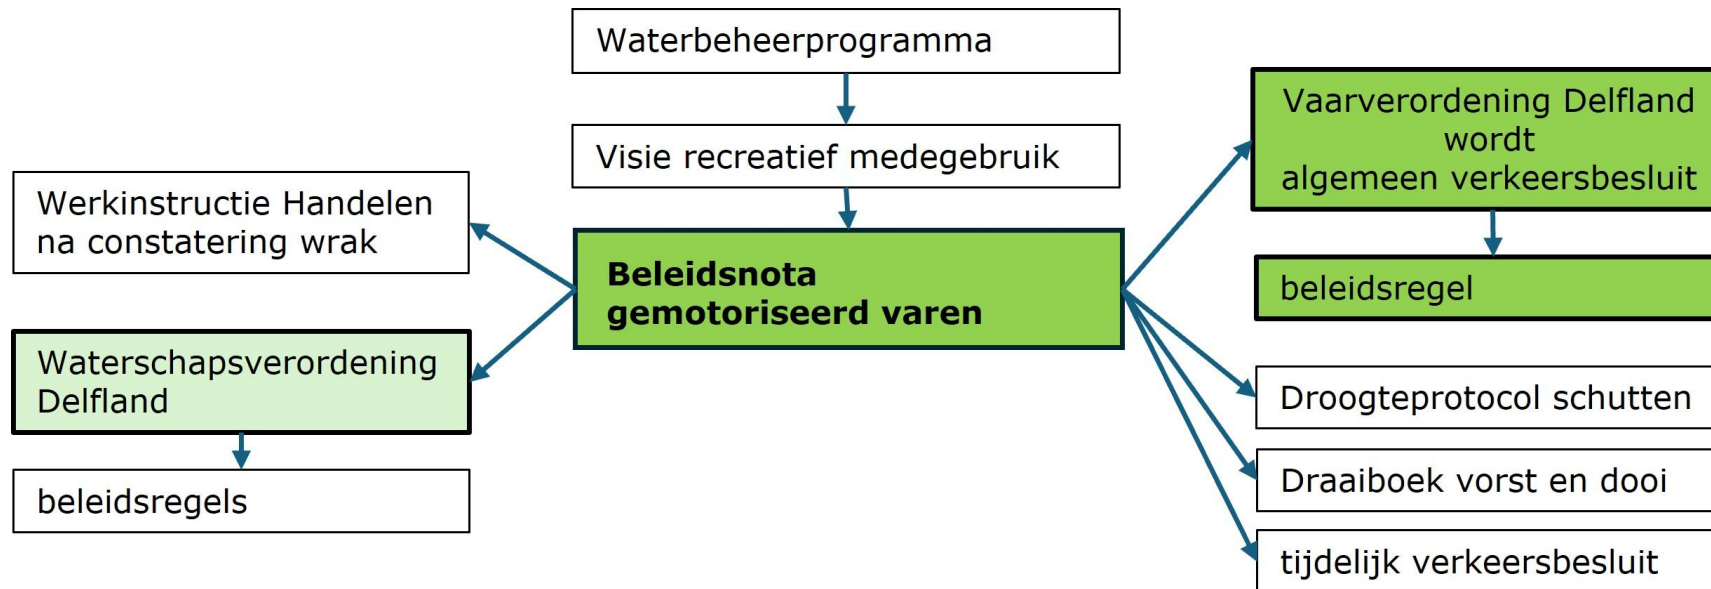 Waterbeheerprogramma
Visie recreatief medegebruik
Beleidsnota
gemotoriseerd varen
Werkinstructie Handelen
na constatering wrak
Waterschapsverordening
Delfland
beleidsregels
Vaarverordening Delfland
wordt
algemeen verkeersbesluit
beleidsregel
Droogteprotocol schutten
Draaiboek vorst en dooi
tijdelijk verkeersbesluit